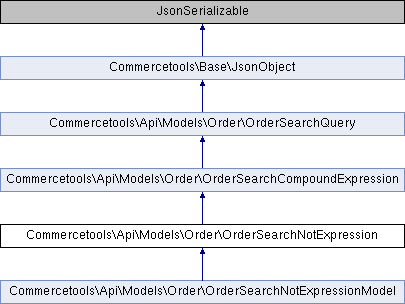 JsonSerializable
Commercetools\Base\JsonObject
Commercetools\Api\Models\Order\OrderSearchQuery
Commercetools\Api\Models\Order\OrderSearchCompoundExpression
Commercetools\Api\Models\Order\OrderSearchNotExpression
Commercetools\Api\Models\Order\OrderSearchNotExpressionModel